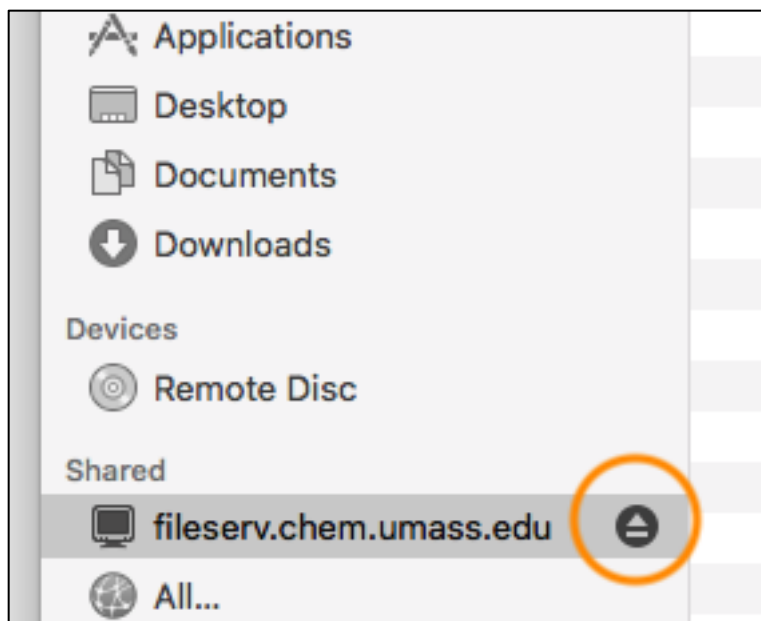 Applications
Desktop
Documents
Downloads
Devices
Remote Disc
Shared
fileserv.chem.umass.edu
All...